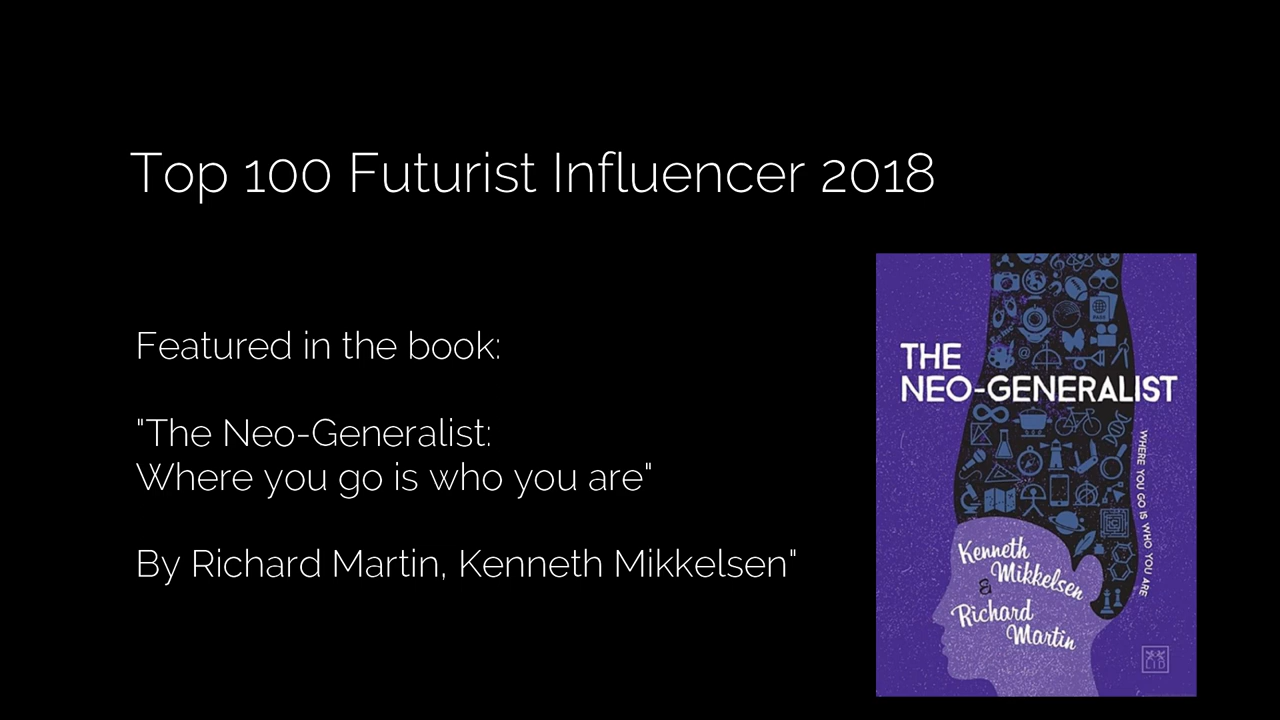 Top 100 Futurist Influencer 2018
Featured in the book:
"The Neo-Generalist:
Where you go is who you are"
By Richard Martin, Kenneth Mikkelsen"
THE
NEO-GENERALIST
WHERE YOU GO IS WHO YOU ARE
Kenneth
Mikkelsen
&
Richard
Martin
LID
PASS
@